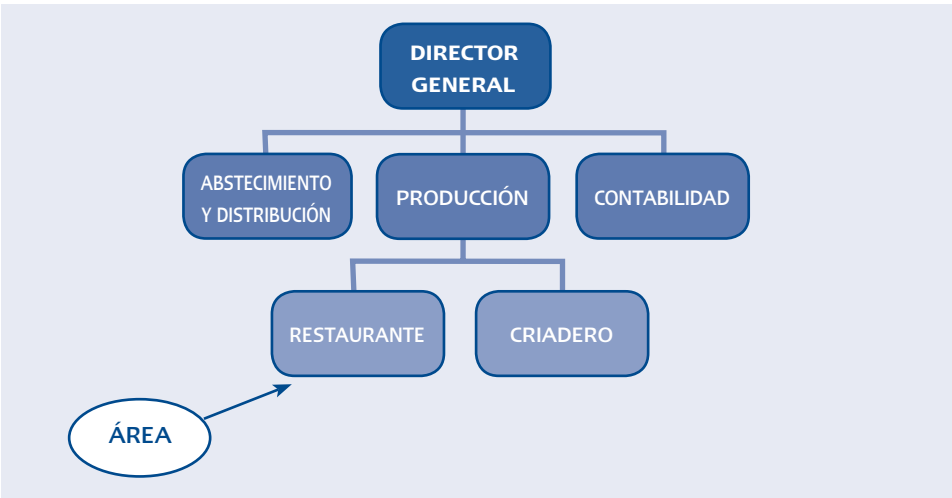 DIRECTOR
GENERAL
ABSTECIMIENTO
Y DISTRIBUCIÓN
PRODUCCIÓN
CONTABILIDAD
RESTAURANTE
CRIADERO
ÁREA